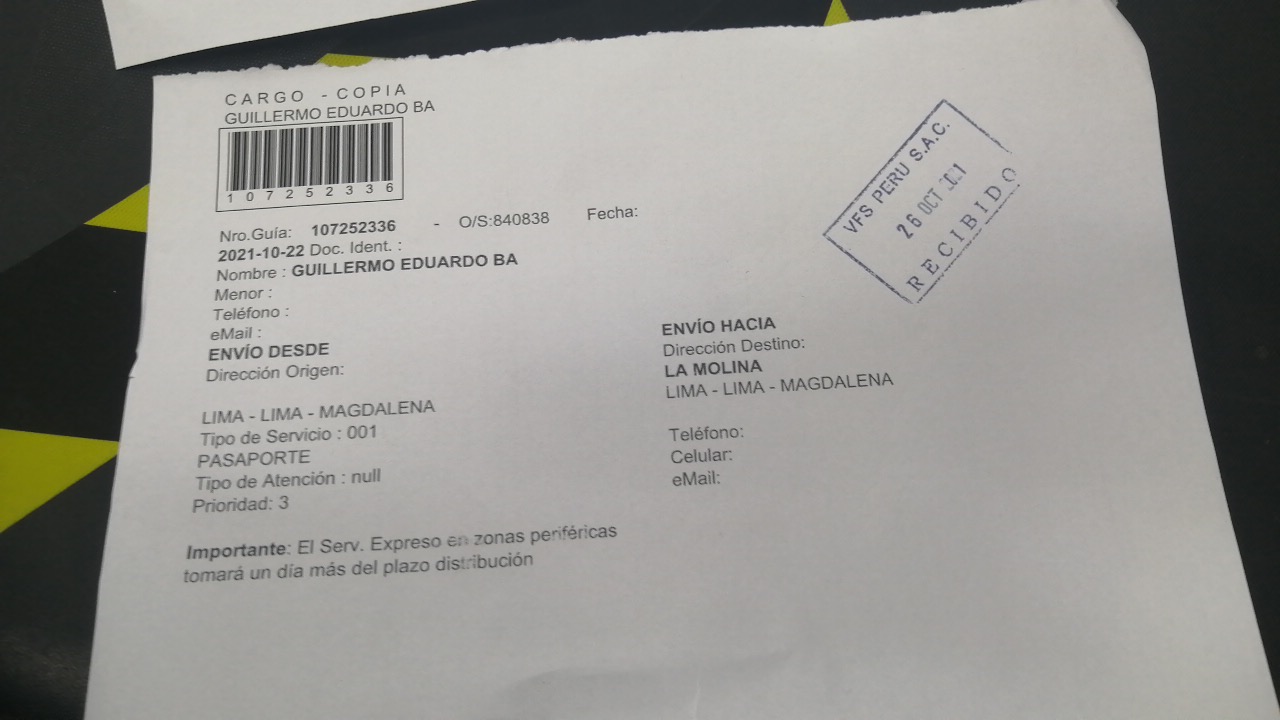 CARGO - COPIA
GUILLERMO EDUARDO BA
107252336
Nro.Guía: 107252336 - O/S:840838 Fecha:
2021-10-22 Doc. Ident. :
Nombre : GUILLERMO EDUARDO BA
Menor :
Teléfono :
eMail :
ENVÍO DESDE
Dirección Origen:
LIMA - LIMA - MAGDALENA
Tipo de Servicio : 001
PASAPORTE
Tipo de Atención : null
Prioridad: 3
Importante: El Serv. Expreso en zonas periféricas
tomará un día más del plazo distribución
ENVÍO HACIA
Dirección Destino:
LA MOLINA
LIMA - LIMA - MAGDALENA
Teléfono:
Celular:
eMail:
VFS PERU S.A.C.
26 OCT 2021
RECIBIDO